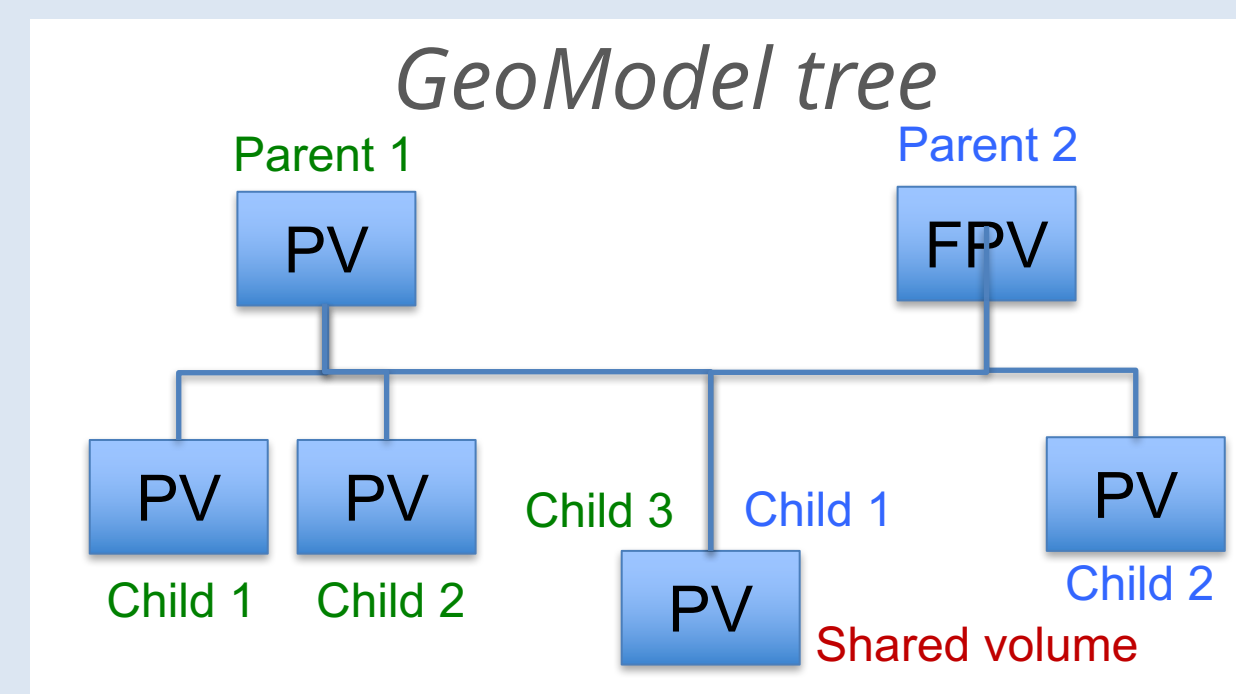 GeoModel tree
Parent 1
Parent 2
PV
FPV
PV
PV
PV
Child 3
Child 1
Child 1
Child 2
PV
Child 2
Shared volume